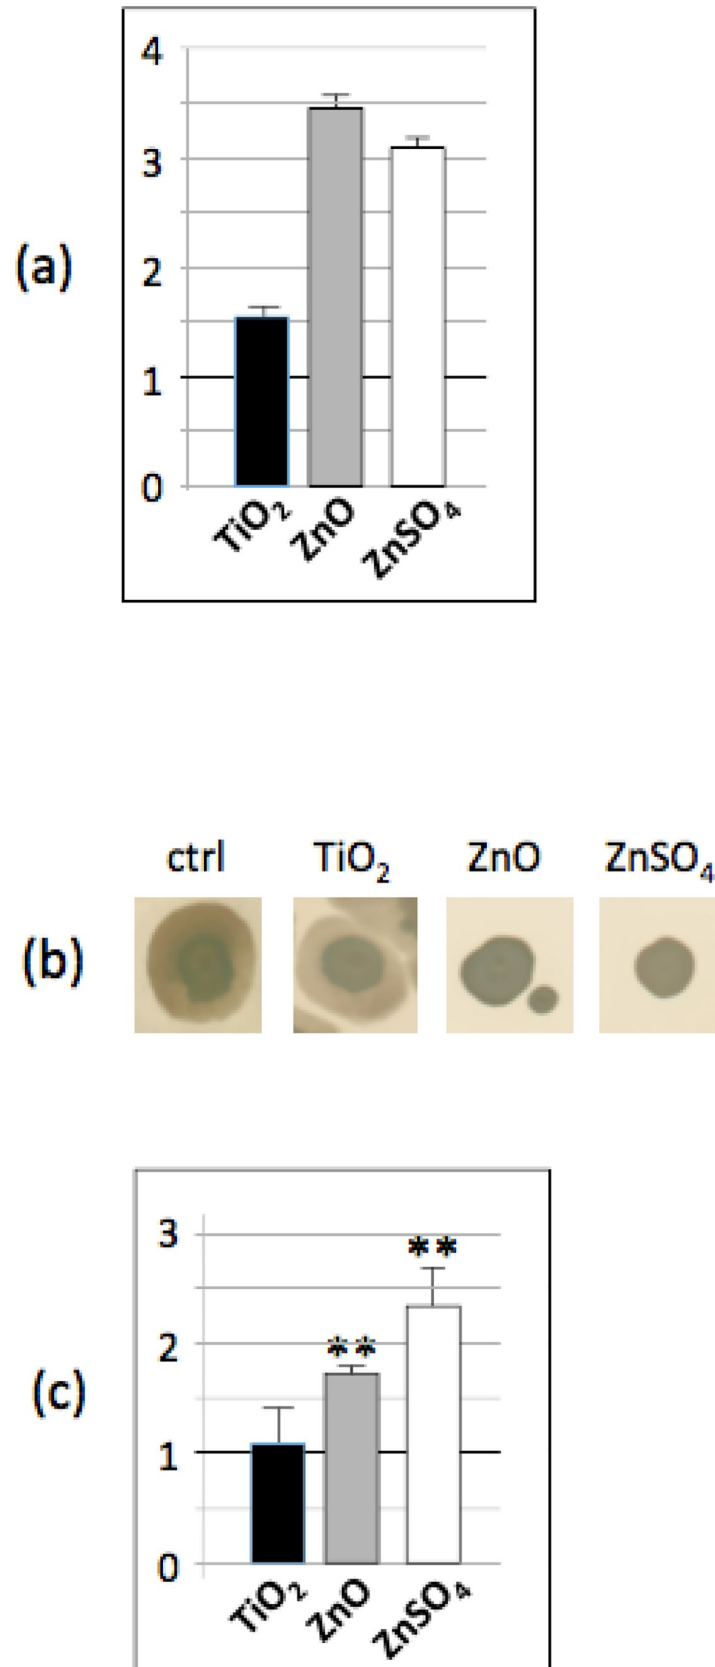 4
3
(a)
2
1
0
TiO₂ ZnO ZnSO₄
ctrl TiO₂ ZnO ZnSO₄
(b)
3
**
2
**
(c)
1
0
TiO₂ ZnO ZnSO₄